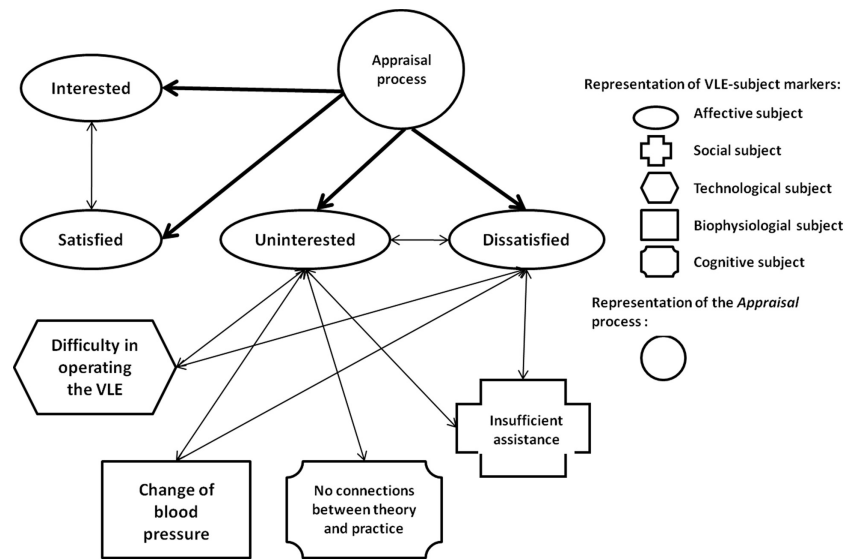 Appraisal
process
Interested
Satisfied
Uninterested
Dissatisfied
Difficulty in
operating
the VLE
Change of
blood
pressure
No connections
between theory
and practice
Insufficient
assistance
Representation of VLE-subject markers:
Affective subject
Social subject
Technological subject
Biophysiologial subject
Cognitive subject
Representation of the Appraisal
process :